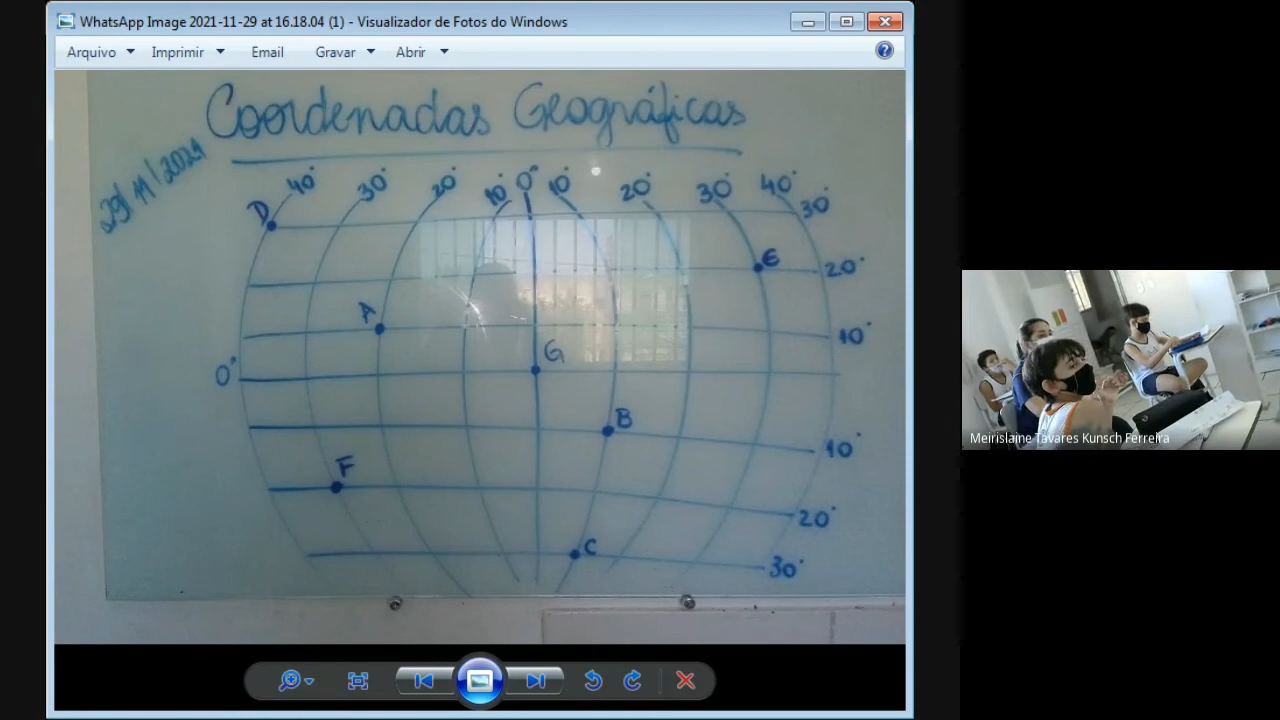 WhatsApp Image 2021-11-29 at 16.18.04 (1) - Visualizador de Fotos do Windows
Arquivo Imprimir Email Gravar Abrir
Coordenadas Geográficas
29/11/2021
40° 30° 20° 10° 0° 10° 20° 30° 40°
D 30°
E 20°
A 10°
G
0°
B
10°
F
20°
C
30°
Meirislaine Tavares Kunsch Ferreira